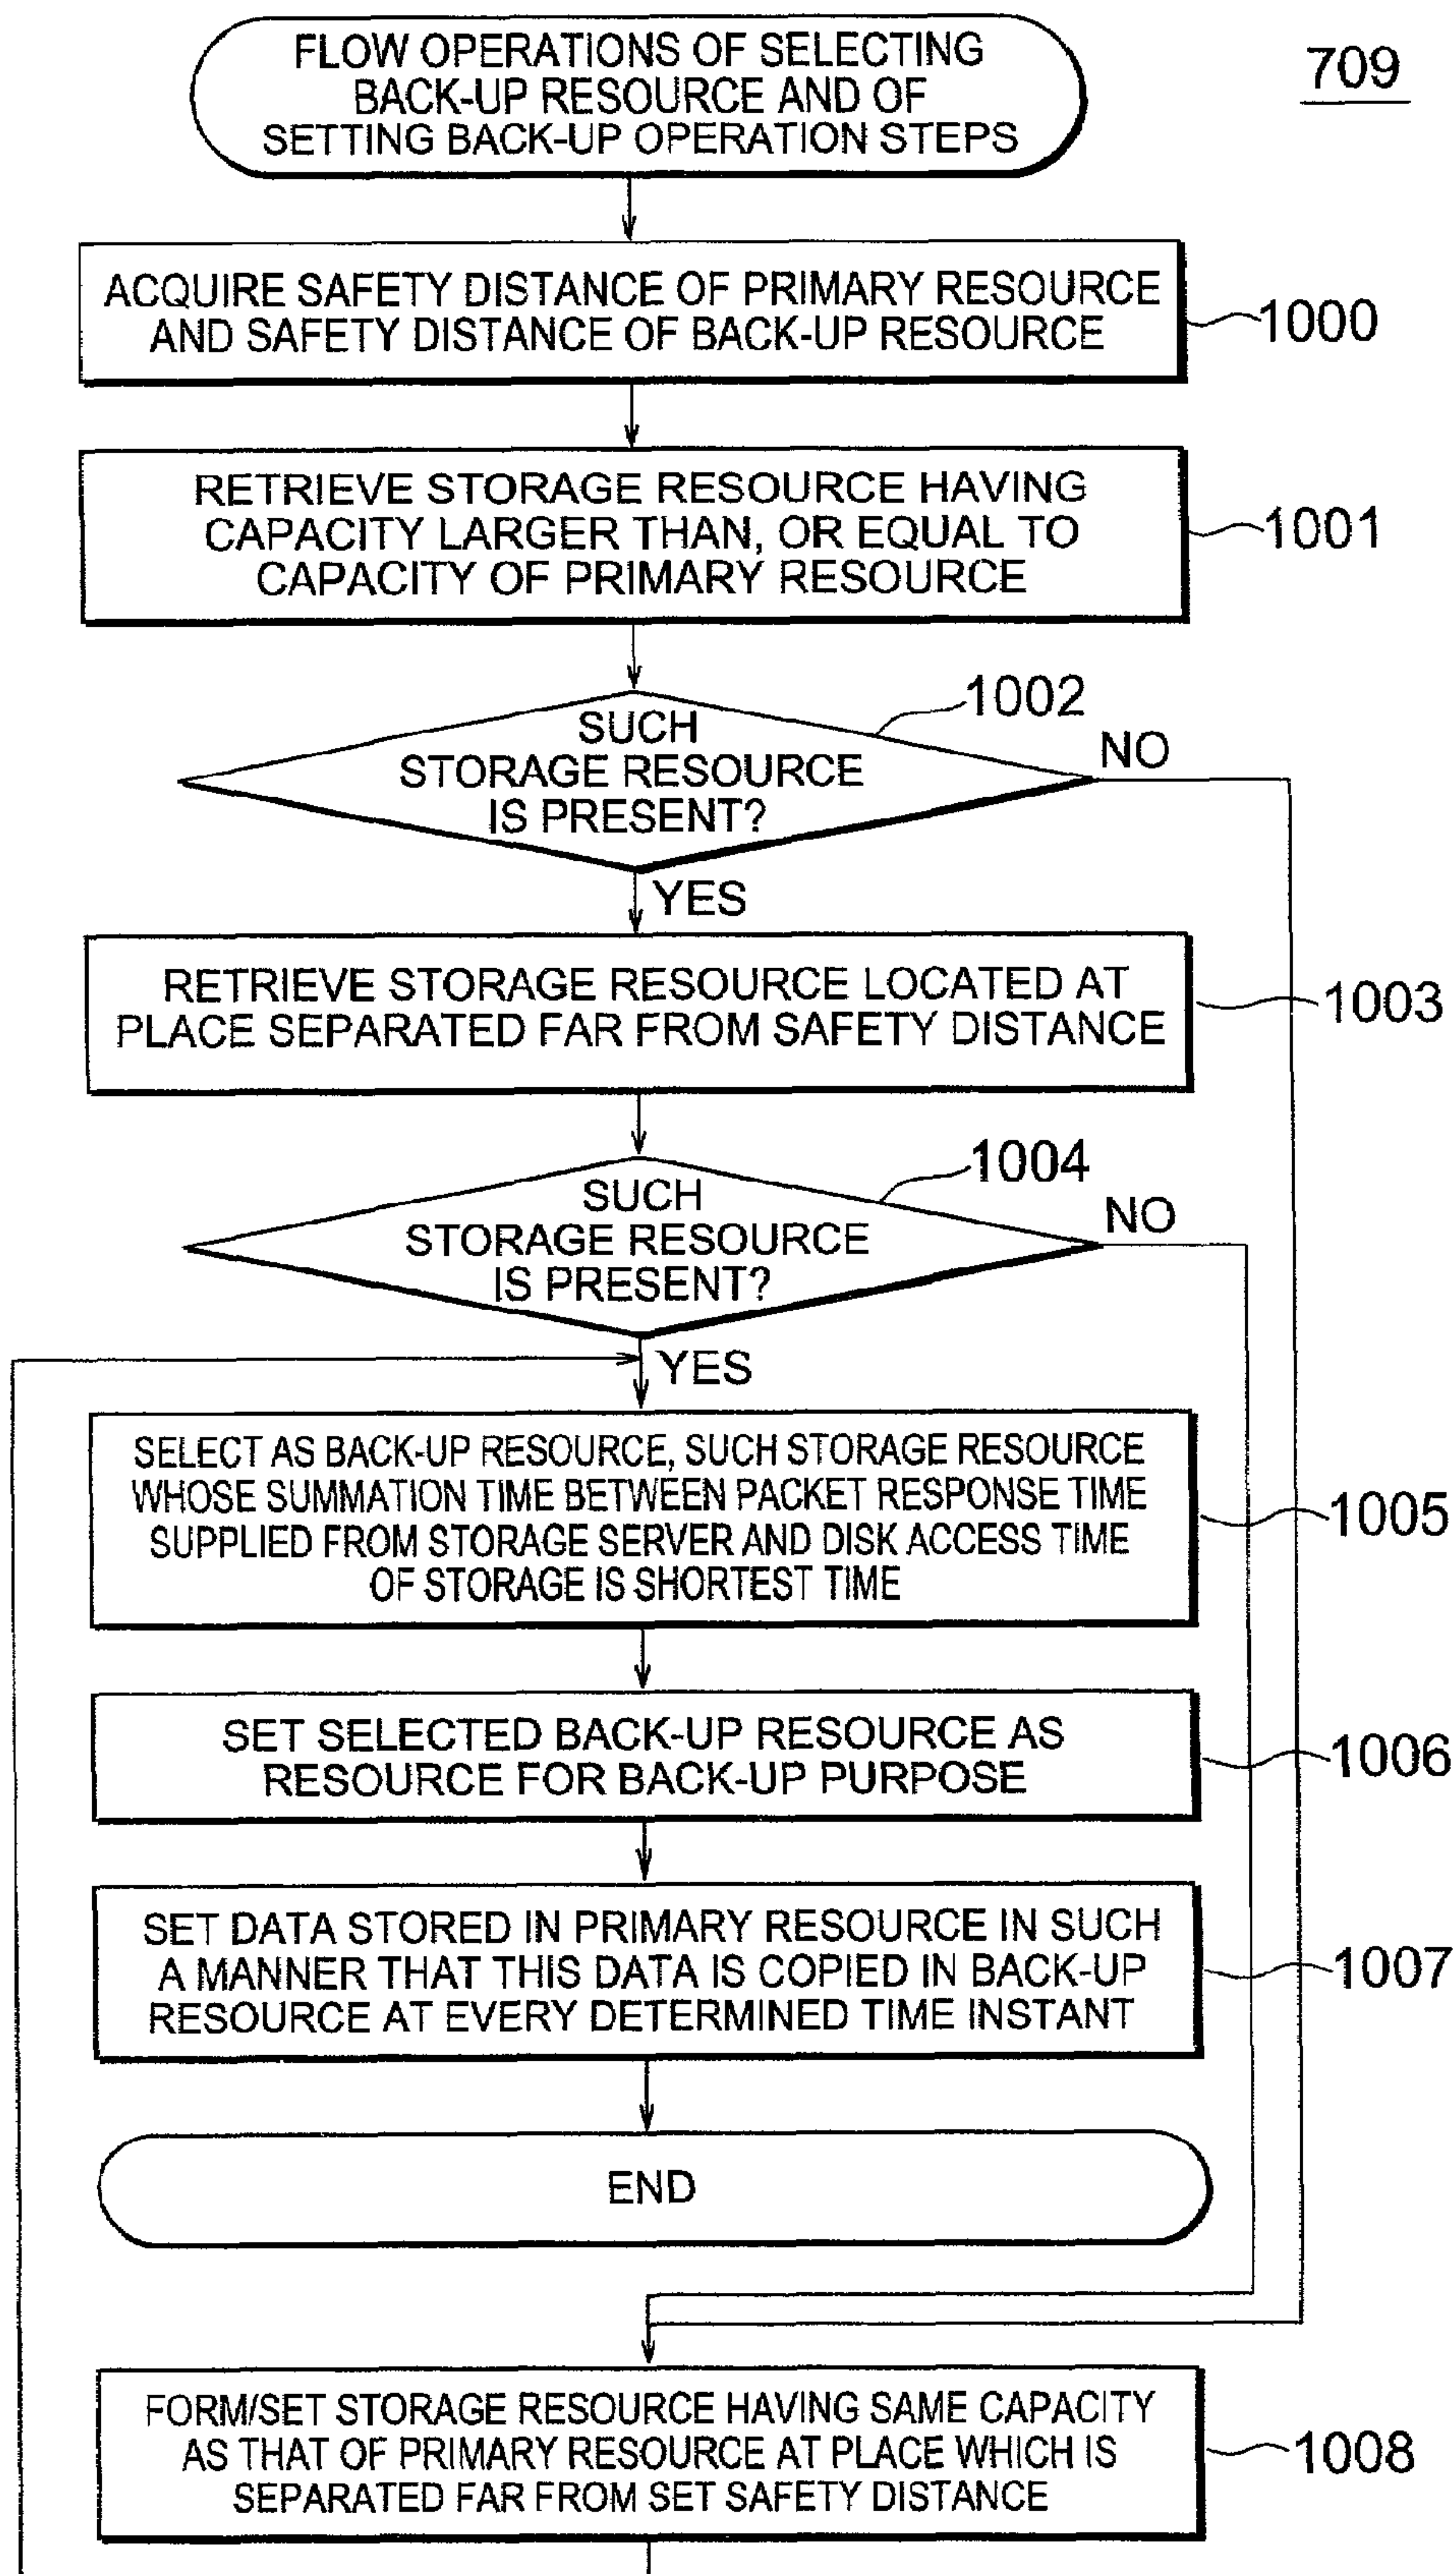 FLOW OPERATIONS OF SELECTING
BACK-UP RESOURCE AND OF
SETTING BACK-UP OPERATION STEPS
709
ACQUIRE SAFETY DISTANCE OF PRIMARY RESOURCE
AND SAFETY DISTANCE OF BACK-UP RESOURCE
1000
RETRIEVE STORAGE RESOURCE HAVING
CAPACITY LARGER THAN, OR EQUAL TO
CAPACITY OF PRIMARY RESOURCE
1001
1002
SUCH
STORAGE RESOURCE
IS PRESENT?
NO
YES
RETRIEVE STORAGE RESOURCE LOCATED AT
PLACE SEPARATED FAR FROM SAFETY DISTANCE
1003
1004
SUCH
STORAGE RESOURCE
IS PRESENT?
NO
YES
SELECT AS BACK-UP RESOURCE, SUCH STORAGE RESOURCE
WHOSE SUMMATION TIME BETWEEN PACKET RESPONSE TIME
SUPPLIED FROM STORAGE SERVER AND DISK ACCESS TIME
OF STORAGE IS SHORTEST TIME
1005
SET SELECTED BACK-UP RESOURCE AS
RESOURCE FOR BACK-UP PURPOSE
1006
SET DATA STORED IN PRIMARY RESOURCE IN SUCH
A MANNER THAT THIS DATA IS COPIED IN BACK-UP
RESOURCE AT EVERY DETERMINED TIME INSTANT
1007
END
FORM/SET STORAGE RESOURCE HAVING SAME CAPACITY
AS THAT OF PRIMARY RESOURCE AT PLACE WHICH IS
SEPARATED FAR FROM SET SAFETY DISTANCE
1008